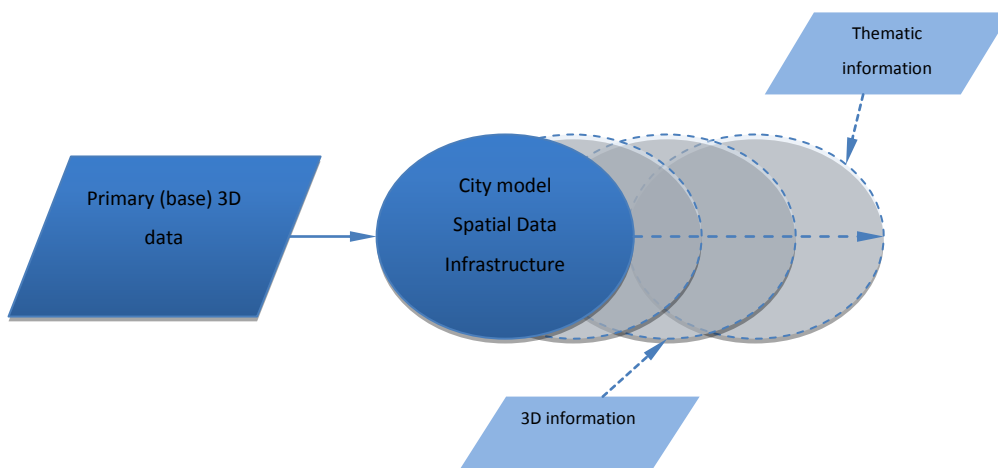 Thematic
information
Primary (base) 3D
data
City model
Spatial Data
Infrastructure
3D information